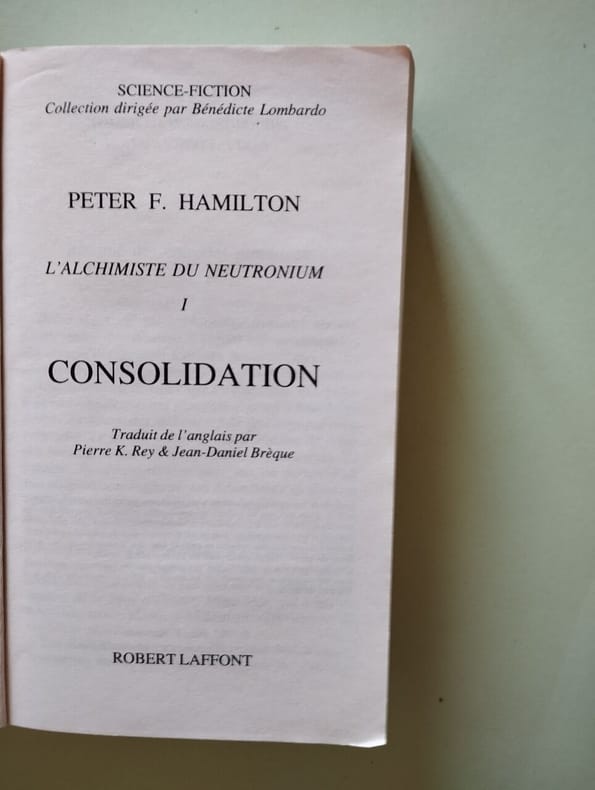 SCIENCE-FICTION
Collection dirigée par Bénédicte Lombardo
PETER F. HAMILTON
L'ALCHIMISTE DU NEUTRONIUM
I
CONSOLIDATION
Traduit de l'anglais par
Pierre K. Rey & Jean-Daniel Brèque
ROBERT LAFFONT